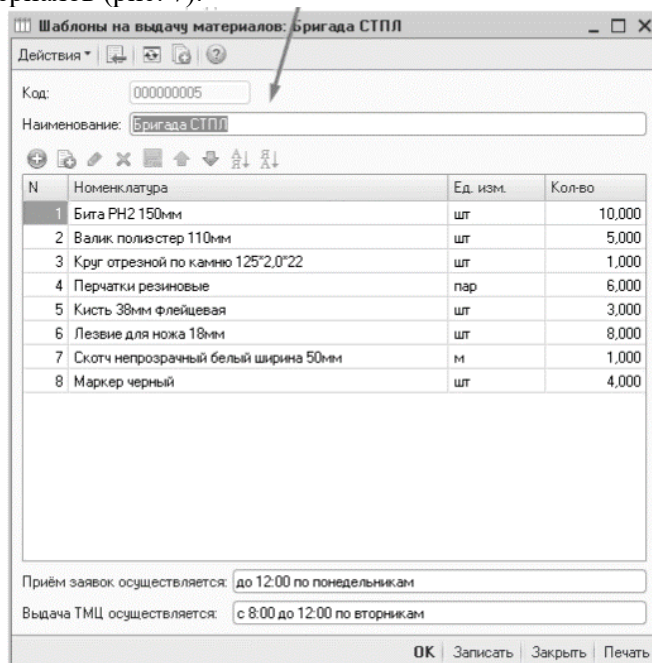 ериалов (рис. 7).
Шаблоны на выдачу материалов: Бригада СТПЛ
Действия
Код: 000000005
Наименование: Бригада СТПЛ
N Номенклатура Ед. изм. Кол-во
1 Бита PH2 150мм шт 10,000
2 Валик полиэстер 110мм шт 5,000
3 Круг отрезной по камню 125*2,0*22 шт 1,000
4 Перчатки резиновые пар 6,000
5 Кисть 38мм флейцевая шт 3,000
6 Лезвие для ножа 18мм шт 8,000
7 Скотч непрозрачный белый ширина 50мм м 1,000
8 Маркер черный шт 4,000
Приём заявок осуществляется: до 12:00 по понедельникам
Выдача ТМЦ осуществляется: с 8:00 до 12:00 по вторникам
OK Записать Закрыть Печать